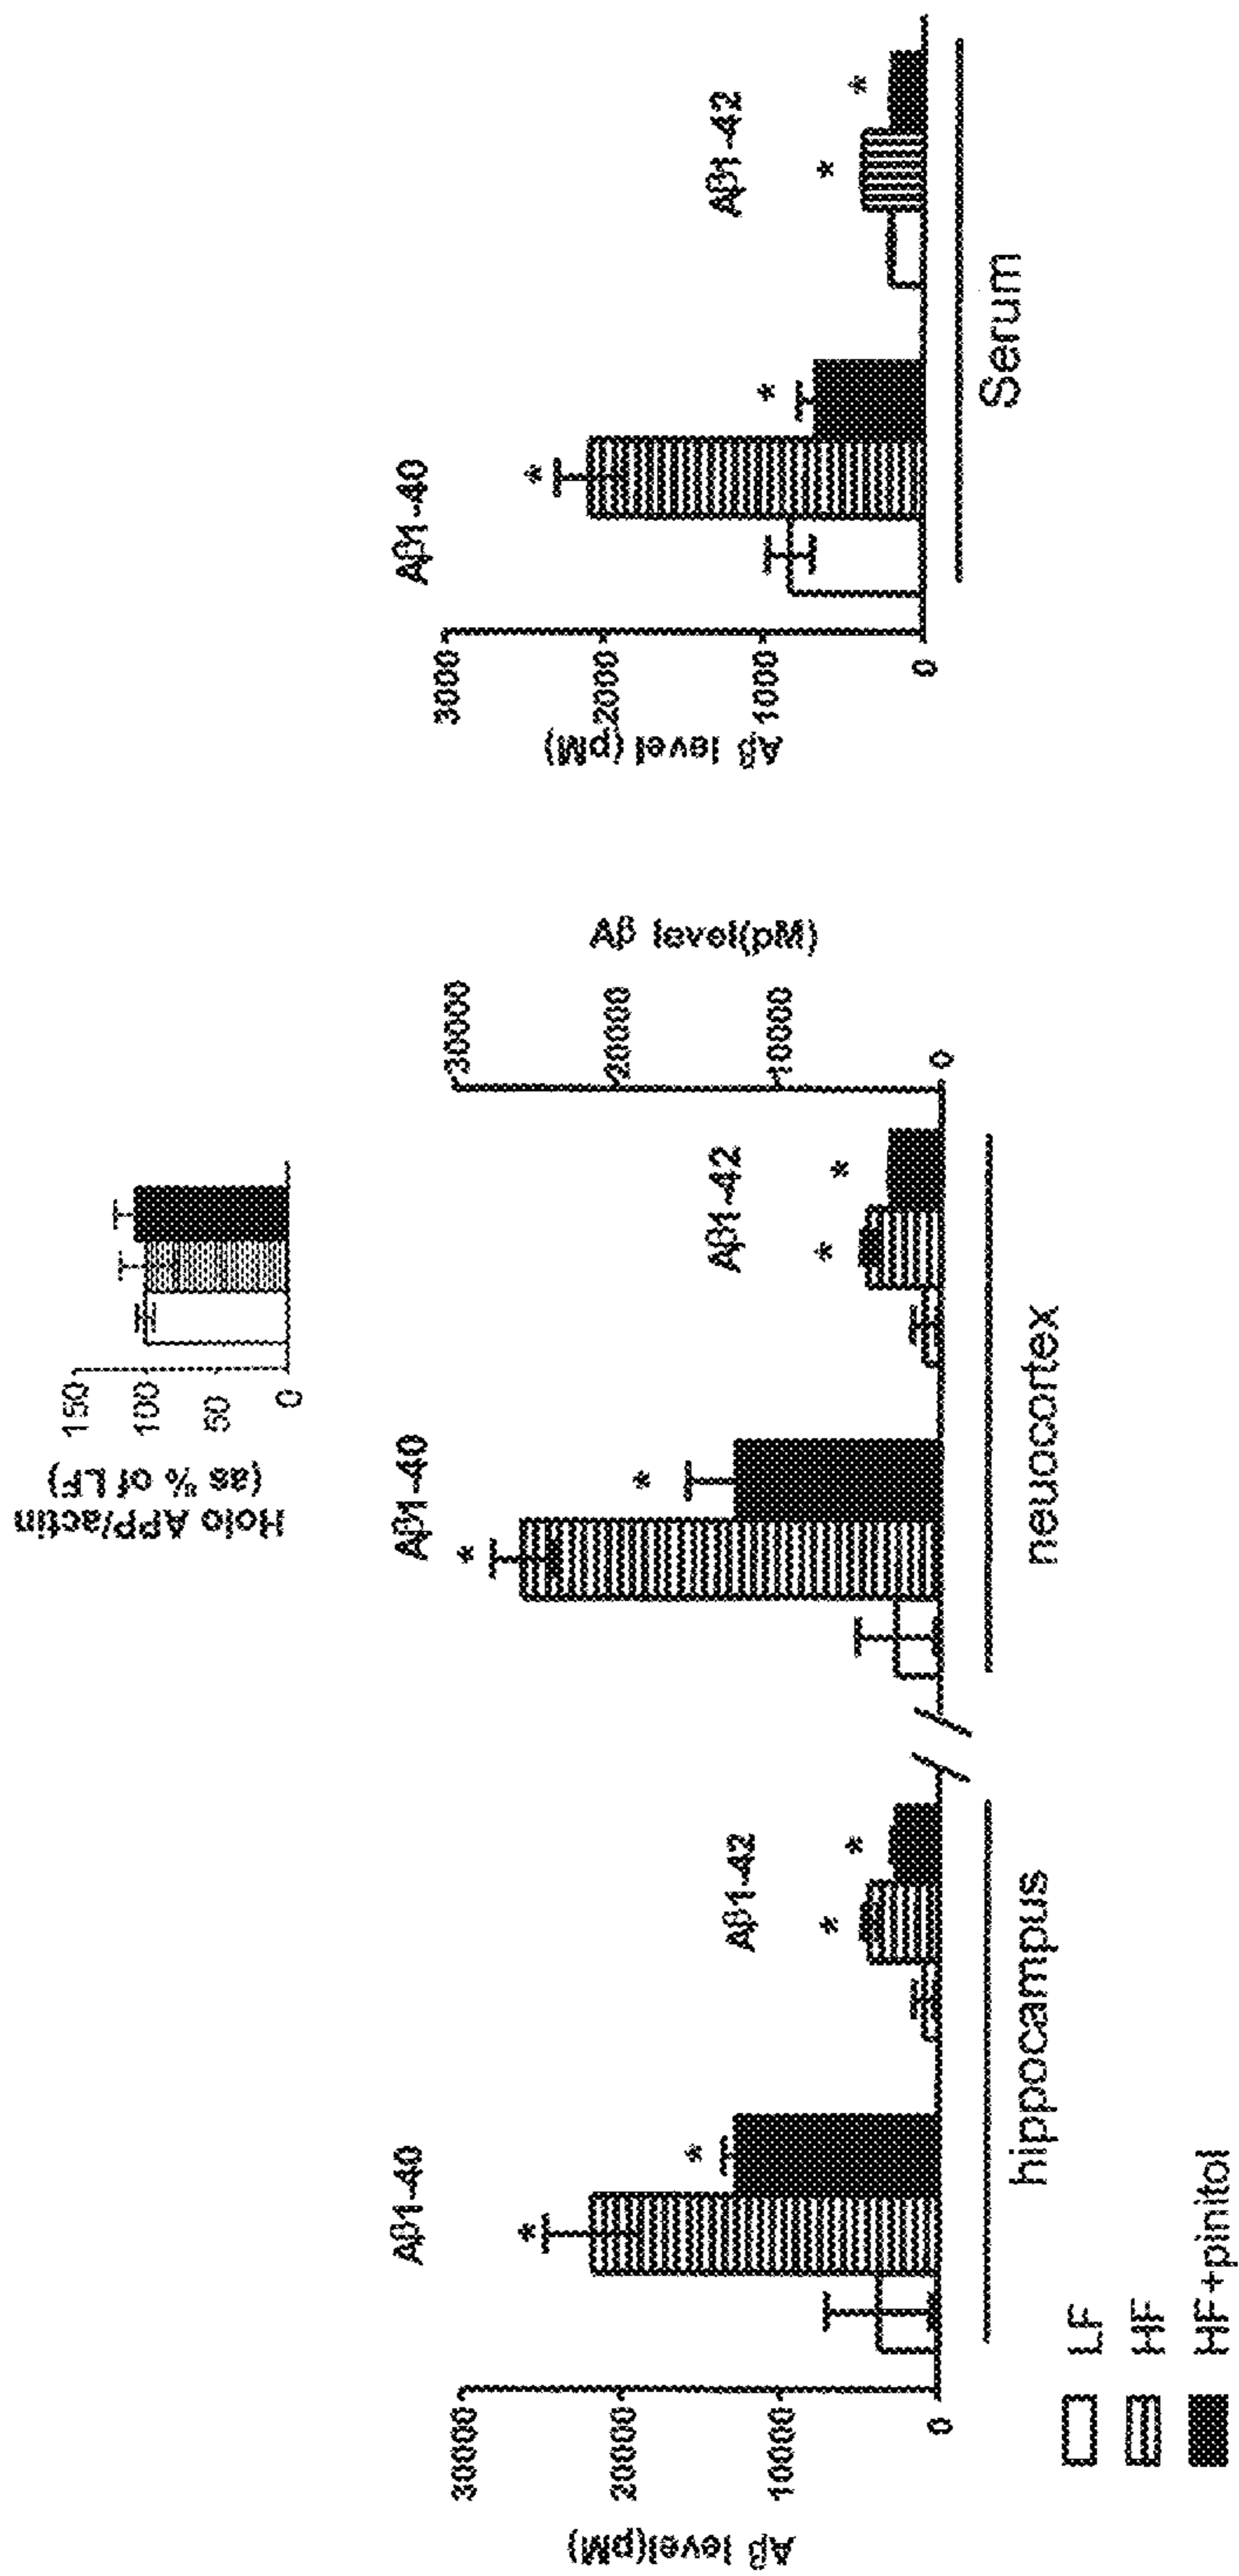 Holo APP/actin
(as % of LF)
150
100
50
0
Aβ level(pM)
30000
20000
10000
0
Aβ1-40
Aβ1-42
hippocampus
Aβ1-40
Aβ1-42
neuocortex
30000
20000
10000
0
Aβ level(pM)
Aβ level (pM)
3000
2000
1000
0
Aβ1-40
Aβ1-42
Serum
* * * * * * * * * * * *
LF
HF
HF+pinitol